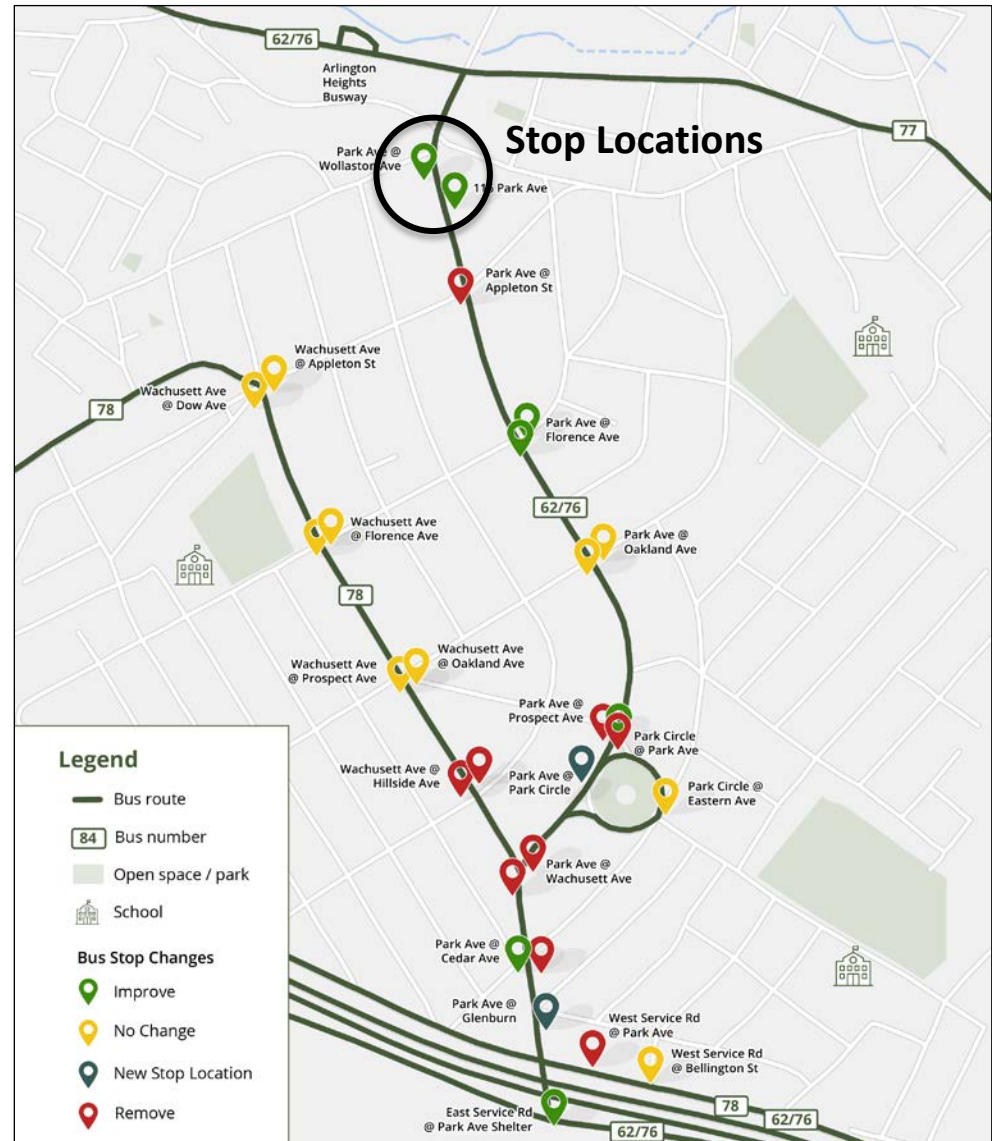 62/76
Arlington
Heights
Busway
77
Stop Locations
Park Ave @
Wollaston Ave
Park Ave
Park Ave @
Appleton St
Wachusett Ave
@ Appleton St
Wachusett Ave
@ Dow Ave
78
Park Ave @
Florence Ave
62/76
Wachusett Ave
@ Florence Ave
Park Ave @
Oakland Ave
78
Wachusett Ave
@ Oakland Ave
Wachusett Ave
@ Prospect Ave
Park Ave @
Prospect Ave
Park Circle
@ Park Ave
Wachusett Ave @
Hillside Ave
Park Ave @
Park Circle
Park Circle @
Eastern Ave
Park Ave @
Wachusett Ave
Park Ave @
Cedar Ave
Park Ave @
Glenburn
West Service Rd
@ Park Ave
West Service Rd
@ Bellington St
78
62/76
East Service Rd
@ Park Ave Shelter
62/76
Legend
Bus route
84 Bus number
Open space / park
School
Bus Stop Changes
Improve
No Change
New Stop Location
Remove